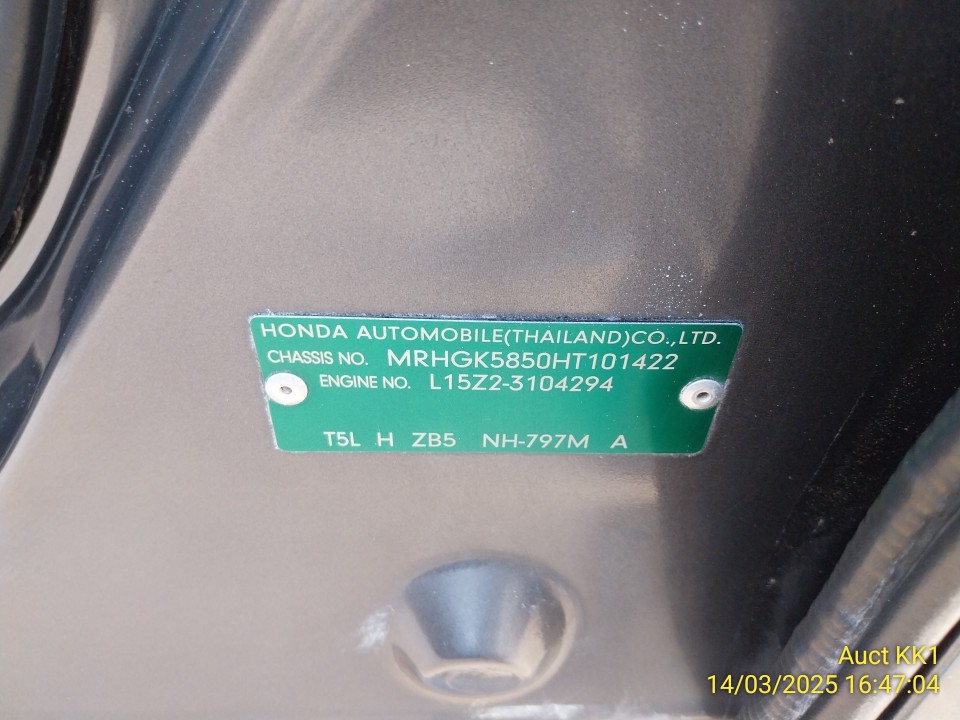 HONDA AUTOMOBILE(THAILAND)CO.,LTD.
CHASSIS NO. MRHGK5850HT101422
ENGINE NO. L15Z2-3104294
T5L H ZB5 NH-797M A
Auct KK1
14/03/2025 16:47:04